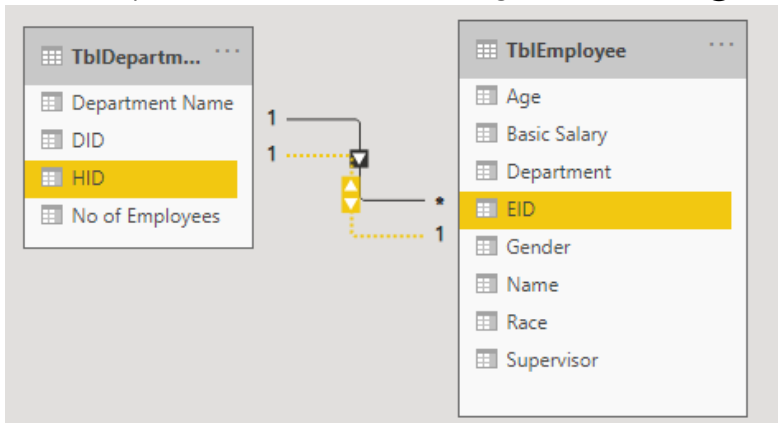 TblDepartm... ...
Department Name
DID
HID
No of Employees
1
1
*
1
TblEmployee ...
Age
Basic Salary
Department
EID
Gender
Name
Race
Supervisor